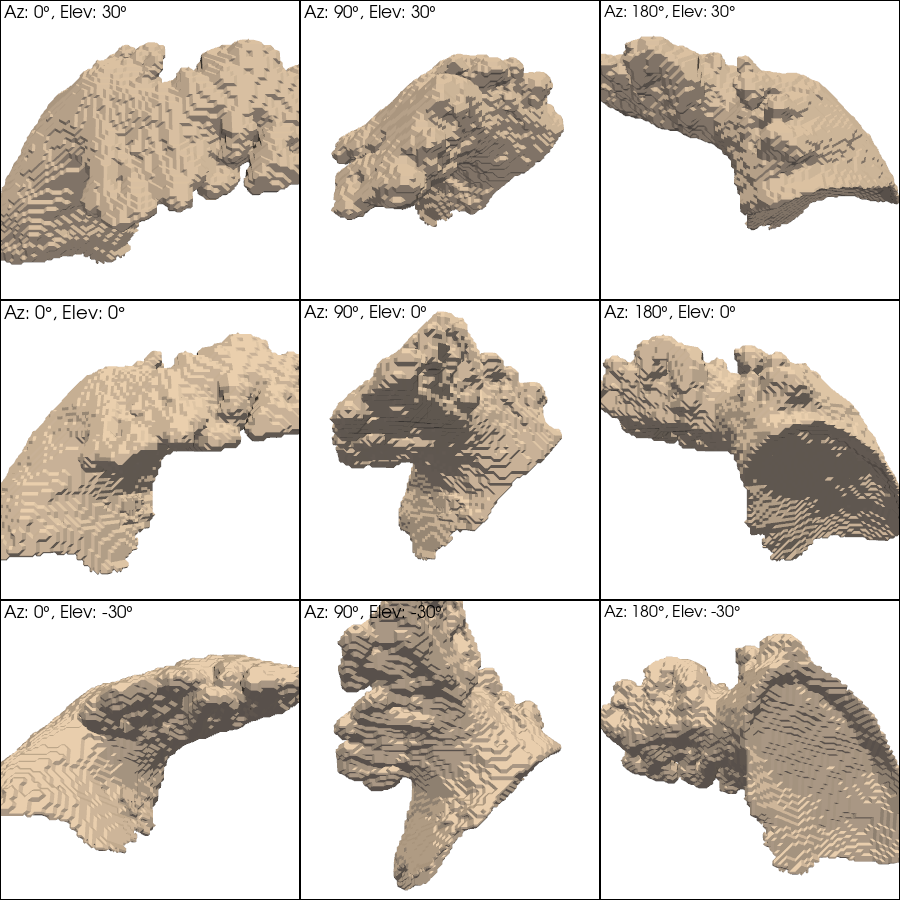 Az: 0°, Elev: 30°
Az: 90°, Elev: 30°
Az: 180°, Elev: 30°
Az: 0°, Elev: 0°
Az: 90°, Elev: 0°
Az: 180°, Elev: 0°
Az: 0°, Elev: -30°
Az: 90°, Elev: -30°
Az: 180°, Elev: -30°